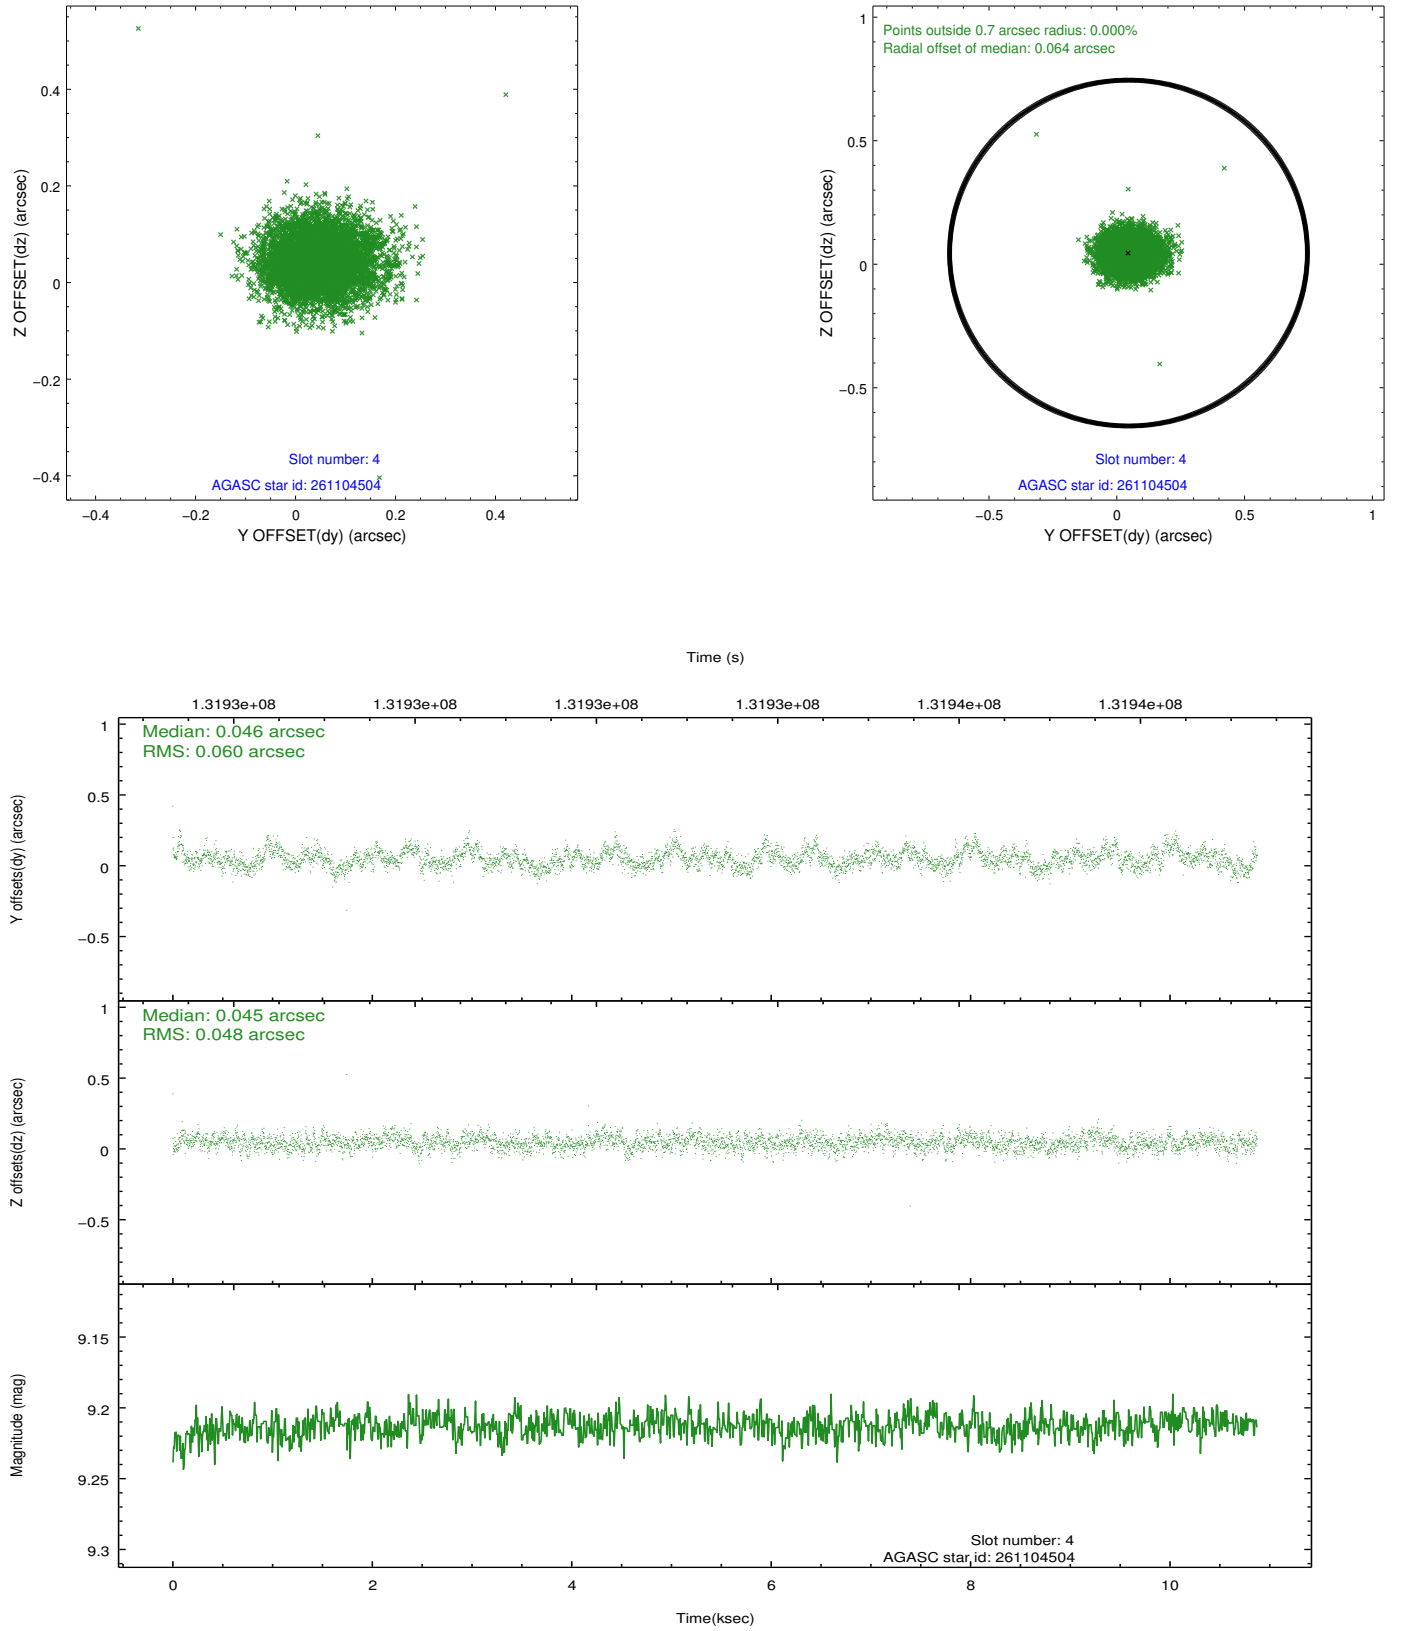 0.4
0.2
0
−0.2
−0.4
Z OFFSET(dz) (arcsec)
Slot number: 4
AGASC star id: 261104504
−0.4 −0.2 0 0.2 0.4
Y OFFSET(dy) (arcsec)
Points outside 0.7 arcsec radius: 0.000%
Radial offset of median: 0.064 arcsec
1
0.5
0
−0.5
Z OFFSET(dz) (arcsec)
Slot number: 4
AGASC star id: 261104504
−0.5 0 0.5 1
Y OFFSET(dy) (arcsec)
Time (s)
1.3193e+08 1.3193e+08 1.3193e+08 1.3193e+08 1.3194e+08 1.3194e+08
Median: 0.046 arcsec
RMS: 0.060 arcsec
1
0.5
0
−0.5
Y offsets(dy) (arcsec)
Median: 0.045 arcsec
RMS: 0.048 arcsec
1
0.5
0
−0.5
Z offsets(dz) (arcsec)
9.15
9.2
9.25
9.3
Magnitude (mag)
Slot number: 4
AGASC star id: 261104504
0 2 4 6 8 10
Time(ksec)